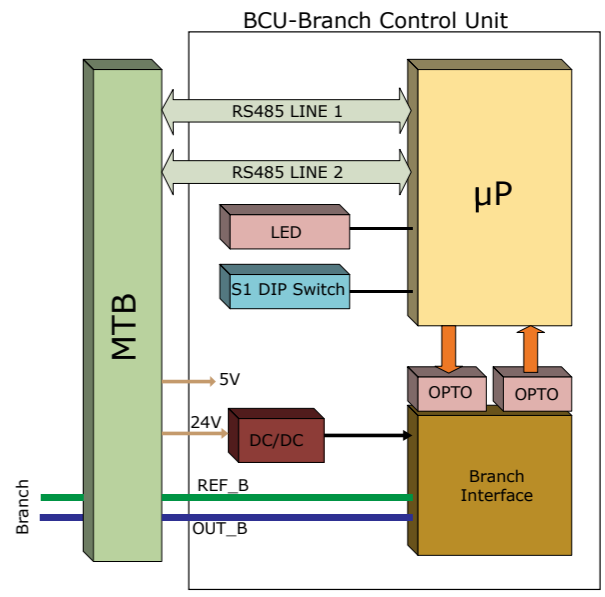 BCU-Branch Control Unit
RS485 LINE 1
RS485 LINE 2
µP
LED
S1 DIP Switch
MTB
5V
OPTO
OPTO
24V
DC/DC
Branch
Interface
REF_B
OUT_B
Branch